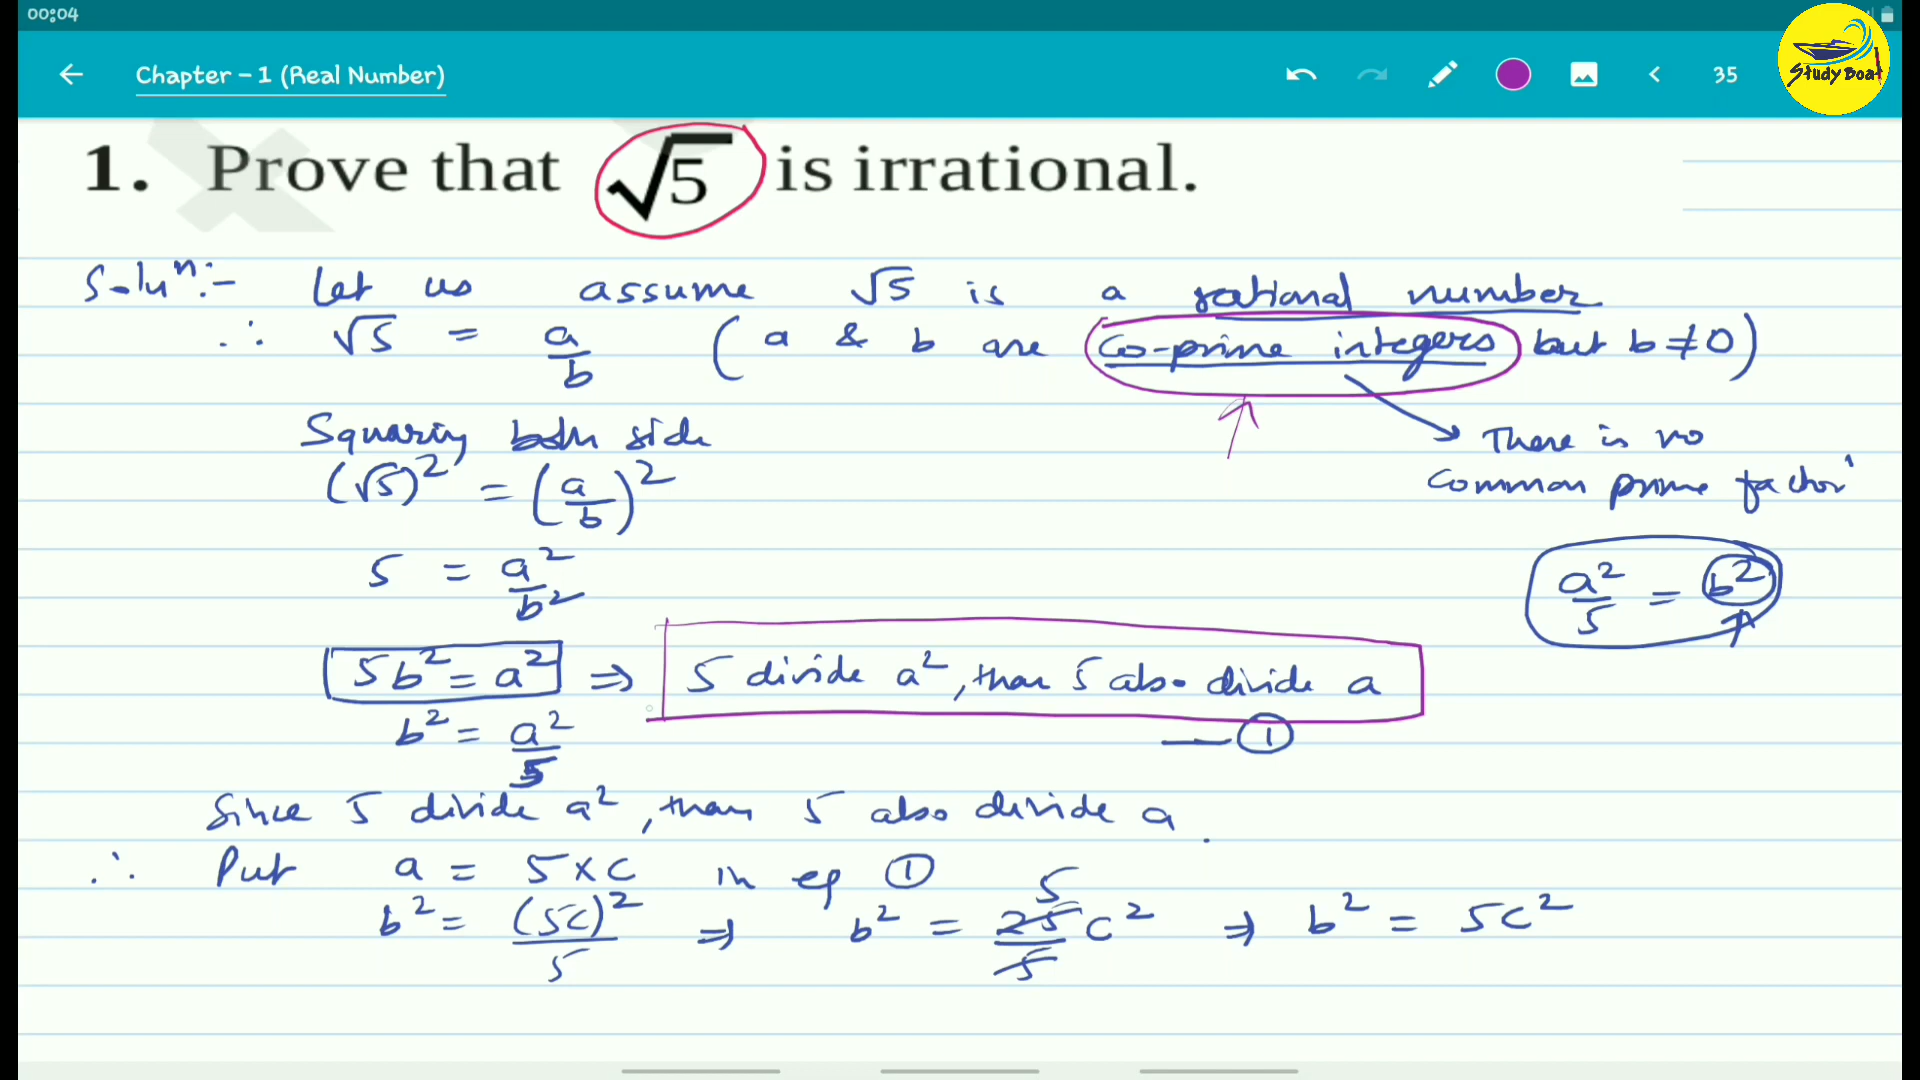 00:04
Chapter – 1 (Real Number)
35
Study Boat
1. Prove that √5 is irrational.
Soluⁿ:- Let us assume √5 is a rational number
∴ √5 = a/b (a & b are Co-prime integers but b ≠ 0)
Squaring both side
There is no
common prime factor
(√5)² = (a/b)²
5 = a²/b²
a²/5 = b²
5b² = a² ⇒ 5 divide a², than 5 also divide a
b² = a²/5 — ①
Since 5 divide a², than 5 also divide a.
∴ Put a = 5×c in eq ①
b² = (5c)²/5 ⇒ b² = 25/5 c² 5 ⇒ b² = 5c²